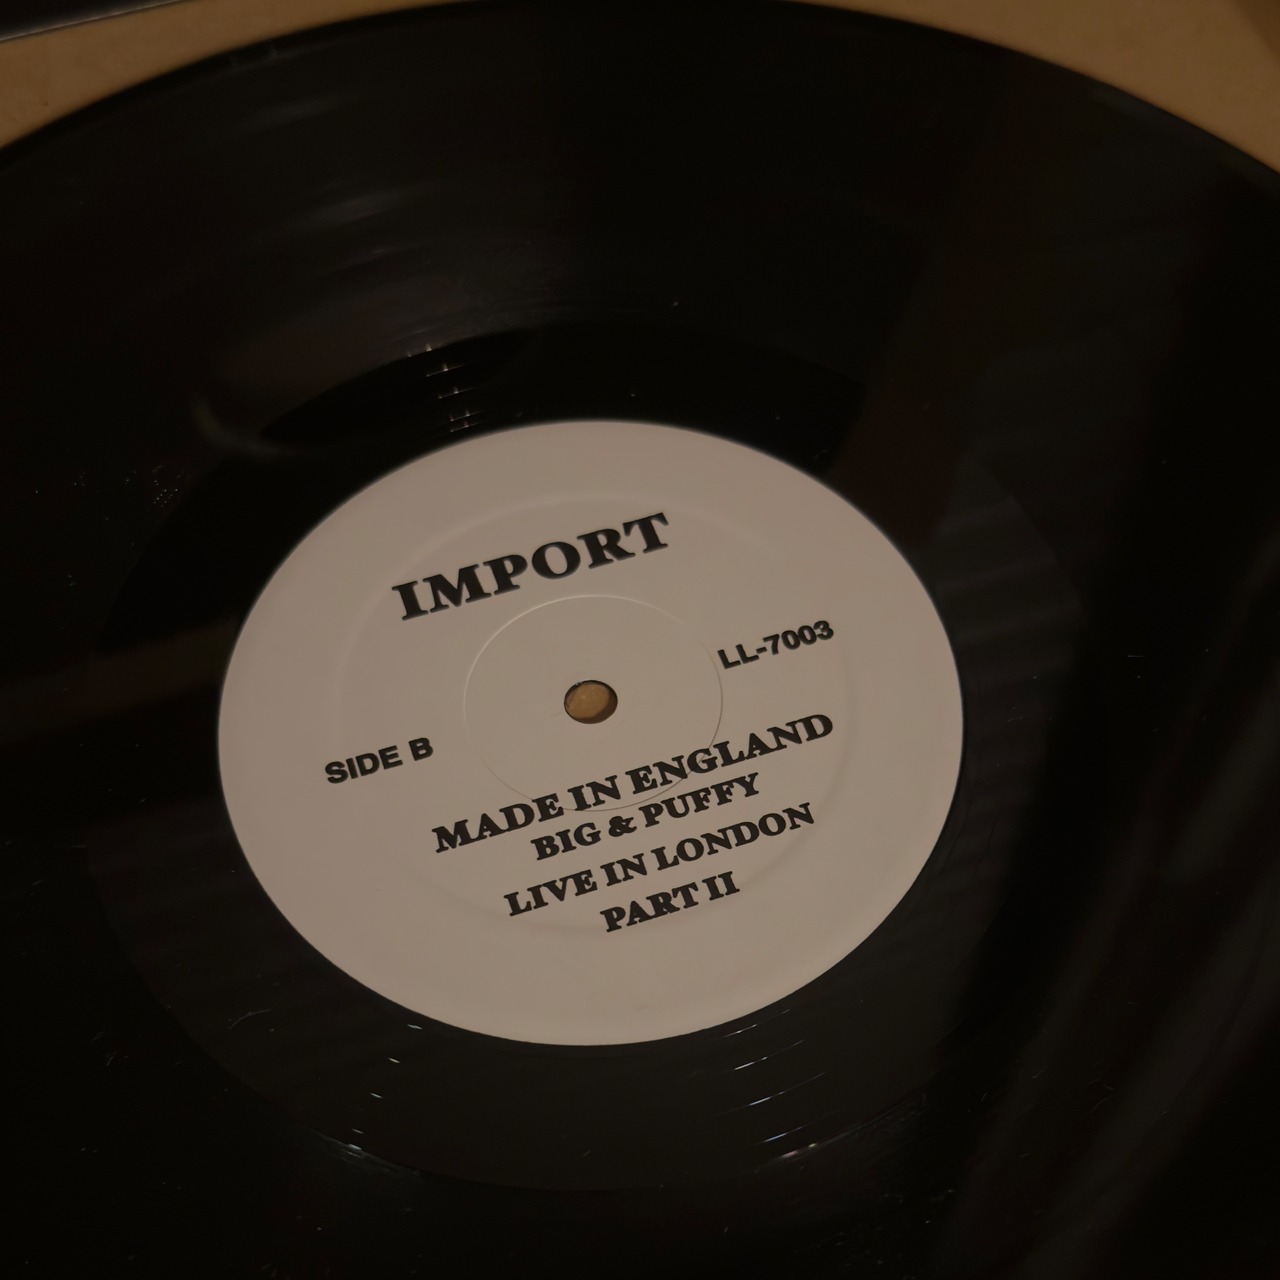 IMPORT
LL-7003
SIDE B
MADE IN ENGLAND
BIG & PUFFY
LIVE IN LONDON
PART II